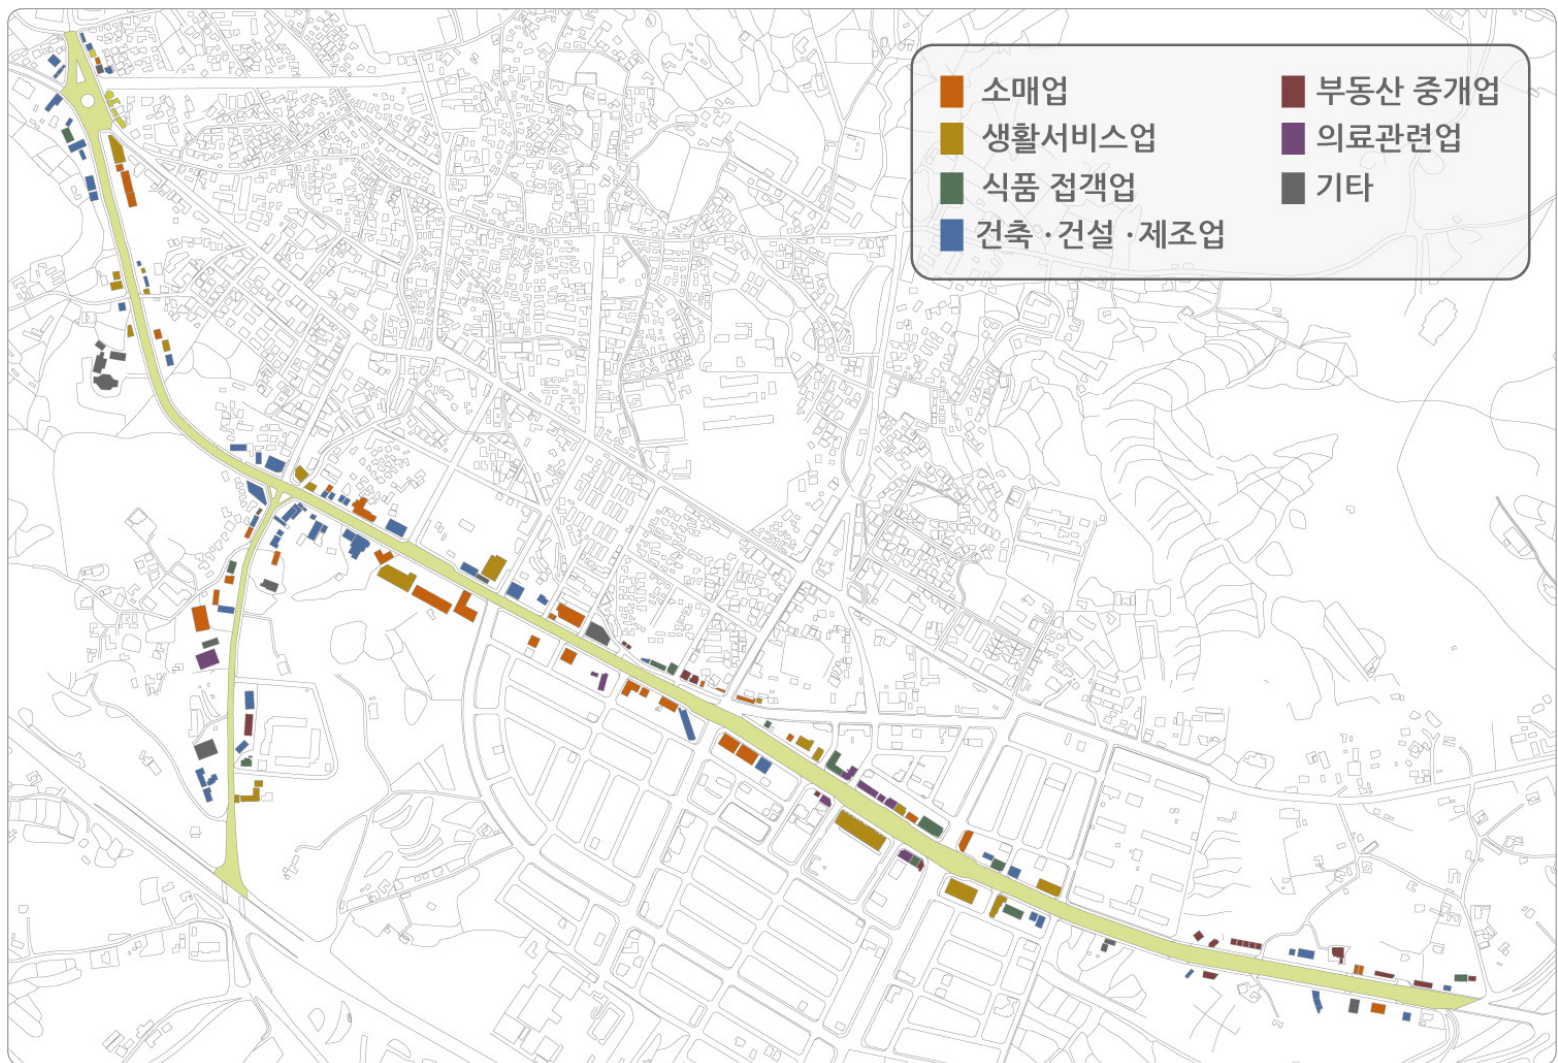 소매업
생활서비스업
식품 접객업
건축 ·건설 ·제조업
부동산 중개업
의료관련업
기타